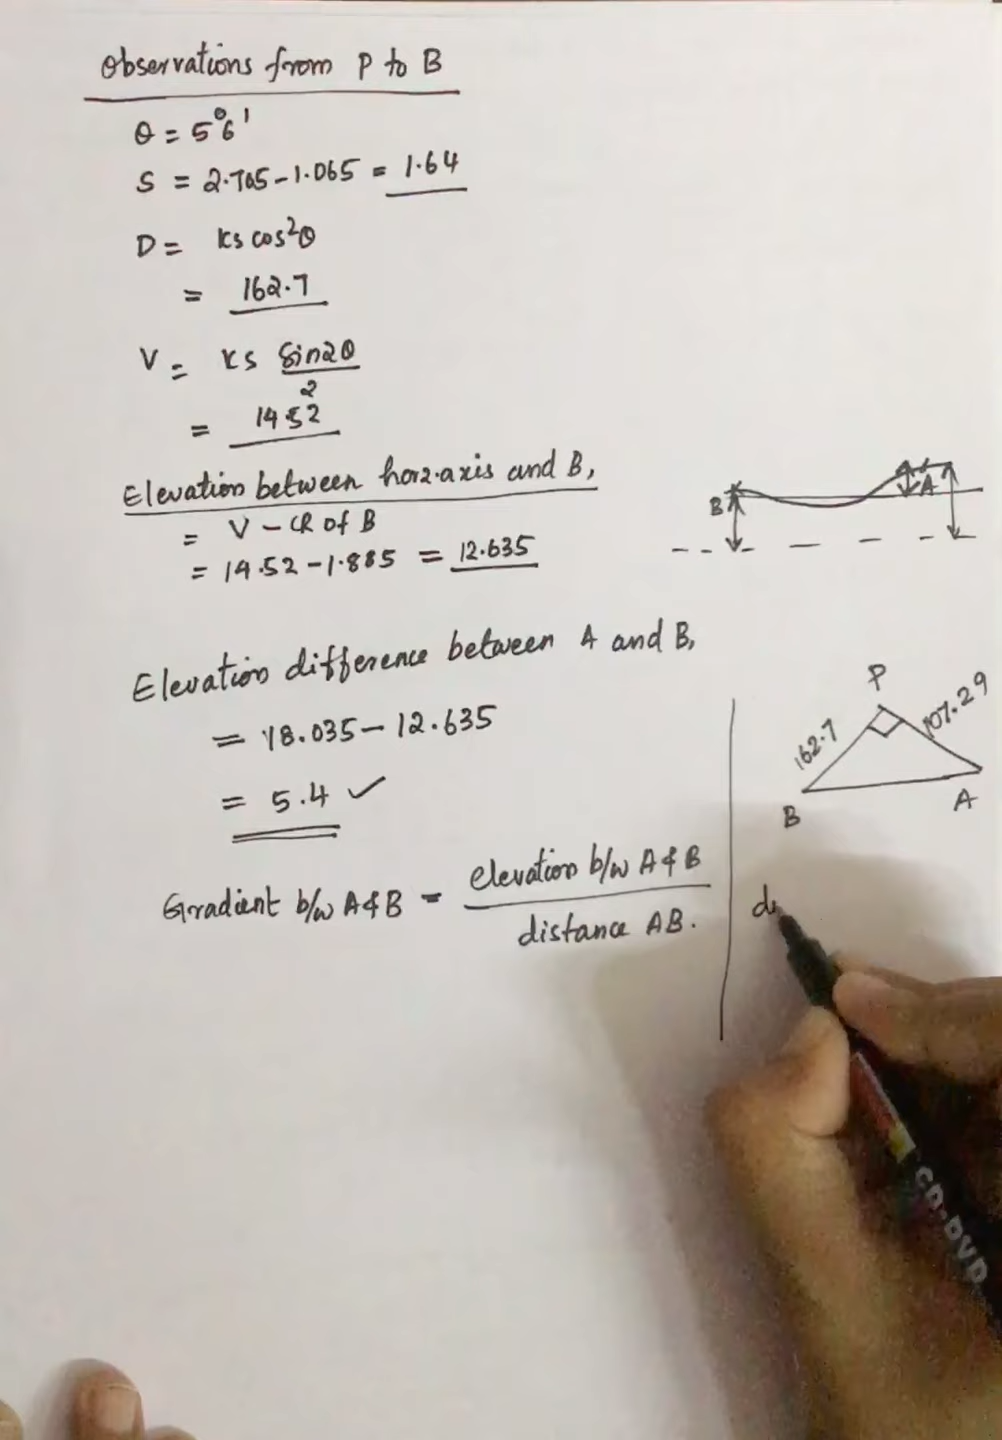 Observations from P to B
θ = 5°6'
S = 2.705-1.065 = 1.64
D = ks cos²θ
= 162.7
V = ks sin2θ
2
= 14.52
Elevation between horz.axis and B,
= V - CR of B
= 14.52-1.885 = 12.635
B
A
Elevation difference between A and B,
= 18.035-12.635
= 5.4 ✓
P
162.7
107.29
B
A
Gradient b/w A & B = elevation b/w A & B
distance AB.
di
CD-DVD